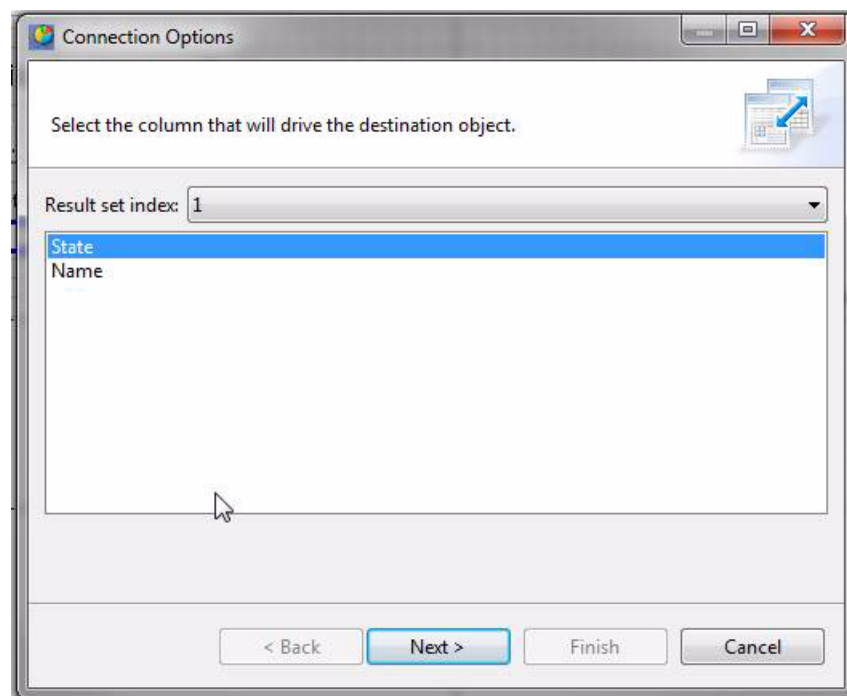 Connection Options
Select the column that will drive the destination object.
Result set index: 1
State
Name
< Back Next > Finish Cancel